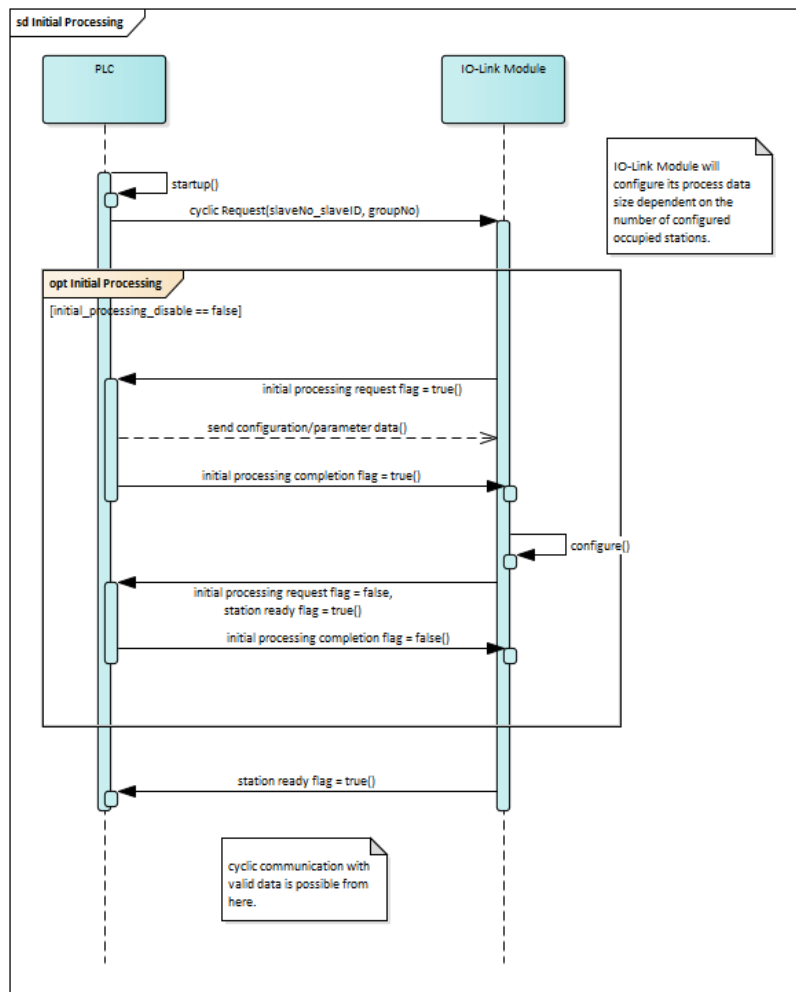 sd Initial Processing
PLC
IO-Link Module
IO-Link Module will
configure its process data
size dependent on the
number of configured
occupied stations.
startup()
cyclic Request(slaveNo_slaveID, groupNo)
opt Initial Processing
[initial_processing_disable == false]
initial processing request flag = true()
send configuration/parameter data()
initial processing completion flag = true()
configure()
initial processing request flag = false,
station ready flag = true()
initial processing completion flag = false()
station ready flag = true()
cyclic communication with
valid data is possible from
here.